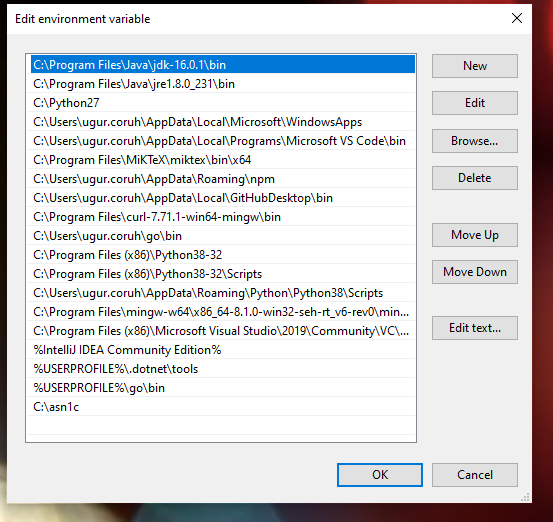 Edit environment variable
C:\Program Files\Java\jdk-16.0.1\bin
C:\Program Files\Java\jre1.8.0_231\bin
C:\Python27
C:\Users\ugur.coruh\AppData\Local\Microsoft\WindowsApps
C:\Users\ugur.coruh\AppData\Local\Programs\Microsoft VS Code\bin
C:\Program Files\MiKTeX\miktex\bin\x64
C:\Users\ugur.coruh\AppData\Roaming\npm
C:\Users\ugur.coruh\AppData\Local\GitHubDesktop\bin
C:\Program Files\curl-7.71.1-win64-mingw\bin
C:\Users\ugur.coruh\go\bin
C:\Program Files (x86)\Python38-32
C:\Program Files (x86)\Python38-32\Scripts
C:\Users\ugur.coruh\AppData\Roaming\Python\Python38\Scripts
C:\Program Files\mingw-w64\x86_64-8.1.0-win32-seh-rt_v6-rev0\min...
C:\Program Files (x86)\Microsoft Visual Studio\2019\Community\VC\...
%IntelliJ IDEA Community Edition%
%USERPROFILE%\.dotnet\tools
%USERPROFILE%\go\bin
C:\asn1c
New
Edit
Browse...
Delete
Move Up
Move Down
Edit text...
OK
Cancel